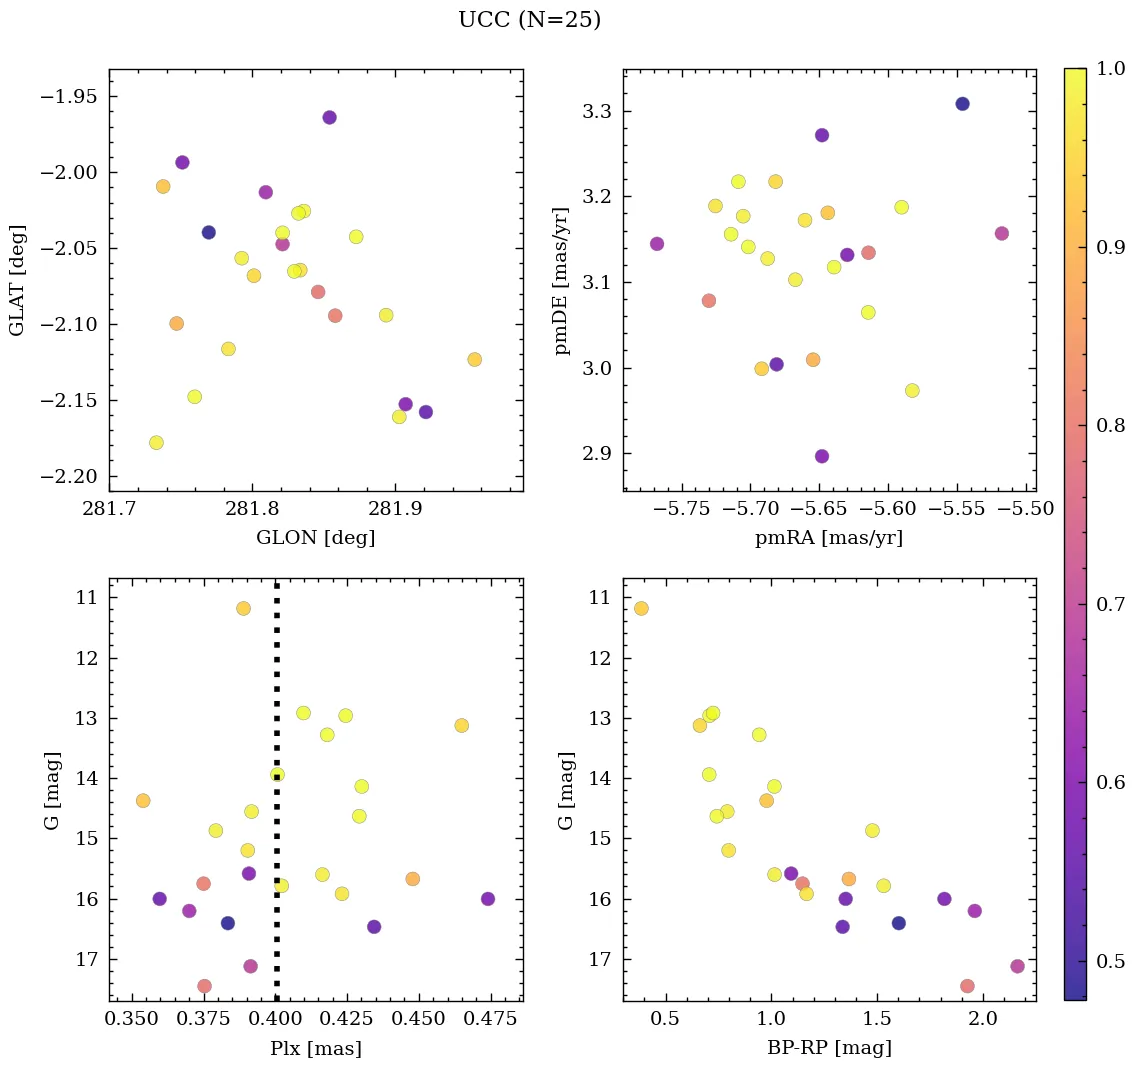 UCC (N=25)
−1.95
−2.00
−2.05
−2.10
−2.15
−2.20
GLAT [deg]
281.7 281.8 281.9
GLON [deg]
3.3
3.2
3.1
3.0
2.9
pmDE [mas/yr]
−5.75 −5.70 −5.65 −5.60 −5.55 −5.50
pmRA [mas/yr]
11
12
13
14
15
16
17
G [mag]
0.350 0.375 0.400 0.425 0.450 0.475
Plx [mas]
11
12
13
14
15
16
17
G [mag]
0.5 1.0 1.5 2.0
BP-RP [mag]
1.0
0.9
0.8
0.7
0.6
0.5